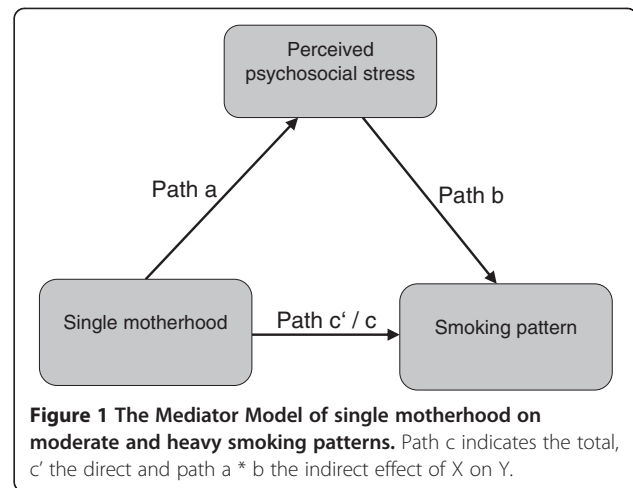 Perceived
psychosocial stress
Path a
Path b
Single motherhood
Path c‘ / c
Smoking pattern
Figure 1 The Mediator Model of single motherhood on
moderate and heavy smoking patterns. Path c indicates the total,
c’ the direct and path a * b the indirect effect of X on Y.